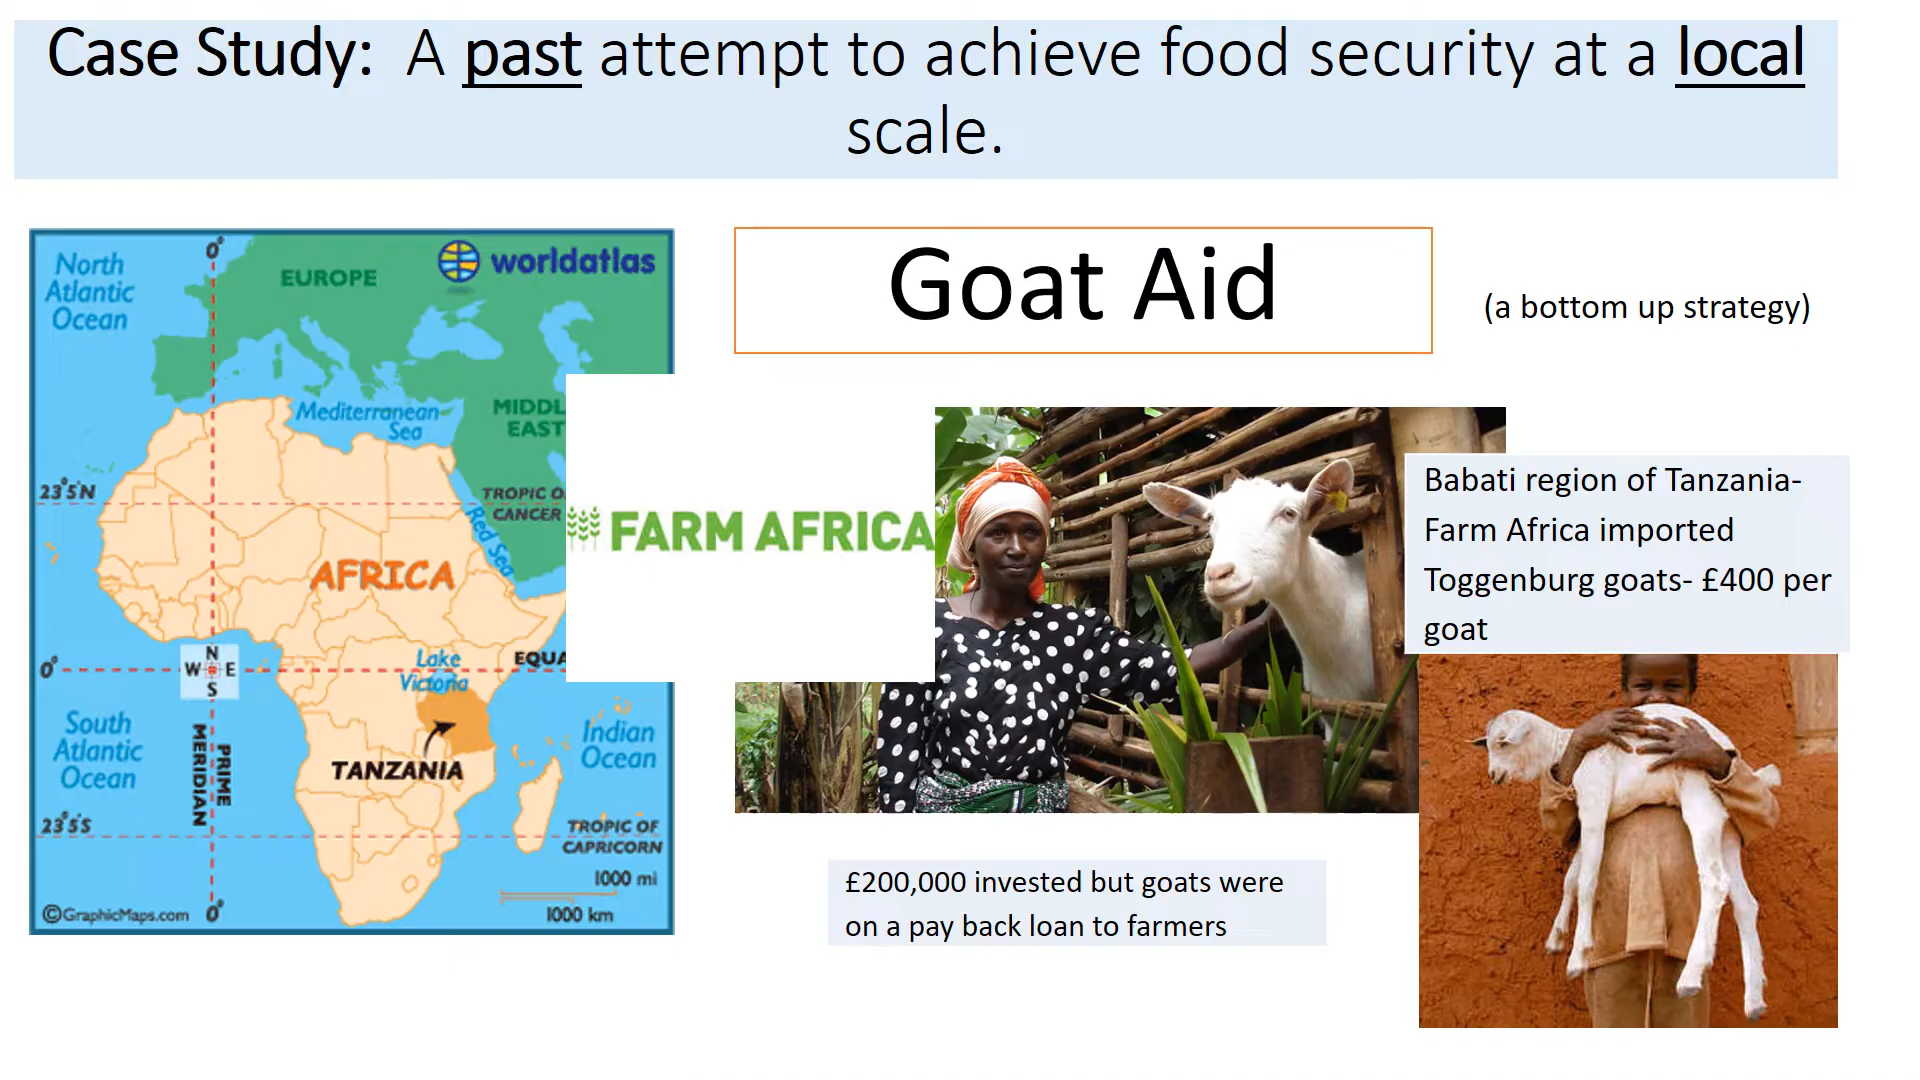 Case Study: A past attempt to achieve food security at a local
scale.
North
Atlantic
Ocean
0°
EUROPE
worldatlas
Mediterranean
Sea
MIDDL
EAST
23°5'N
TROPIC O
CANCER
Red Sea
AFRICA
0°
N
W E
S
Lake
Victoria
EQUA
South
Atlantic
Ocean
PRIME
MERIDIAN
TANZANIA
Indian
Ocean
23°5'S
TROPIC OF
CAPRICORN
1000 mi
1000 km
©GraphicMaps.com
0°
Goat Aid
(a bottom up strategy)
FARM AFRICA
Babati region of Tanzania-
Farm Africa imported
Toggenburg goats- £400 per
goat
£200,000 invested but goats were
on a pay back loan to farmers